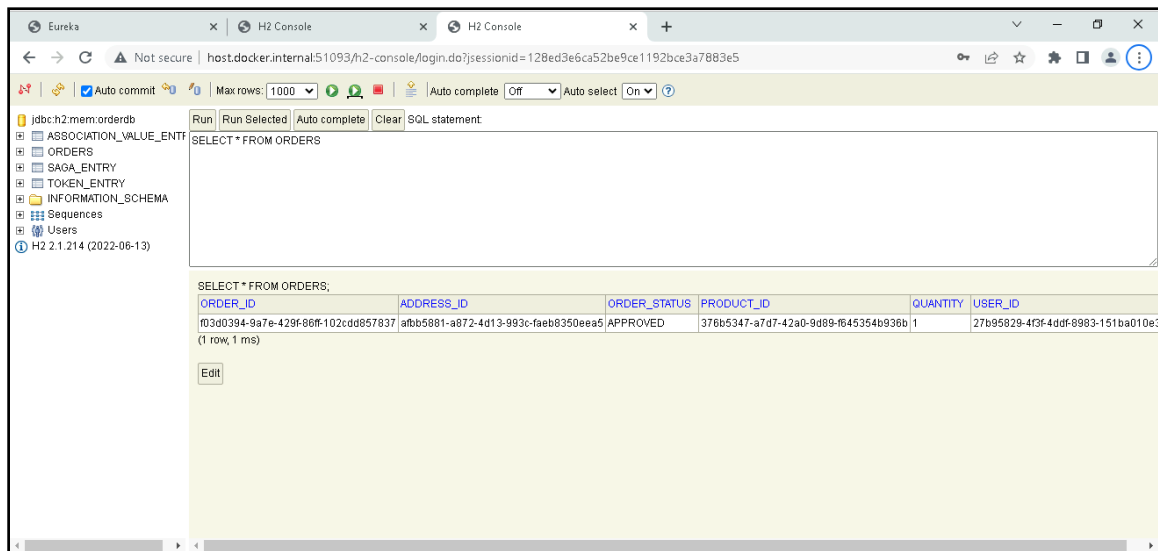 Eureka
H2 Console
H2 Console
Not secure | host.docker.internal:51093/h2-console/login.do?jsessionid=128ed3e6ca52be9ce1192bce3a7883e5
Auto commit Max rows: 1000 Auto complete Off Auto select On
jdbc:h2:mem:orderdb
ASSOCIATION_VALUE_ENTF
ORDERS
SAGA_ENTRY
TOKEN_ENTRY
INFORMATION_SCHEMA
Sequences
Users
H2 2.1.214 (2022-06-13)
Run Run Selected Auto complete Clear SQL statement:
SELECT * FROM ORDERS
SELECT * FROM ORDERS;
ORDER_ID ADDRESS_ID ORDER_STATUS PRODUCT_ID QUANTITY USER_ID
f03d0394-9a7e-429f-86ff-102cdd857837 afbb5881-a872-4d13-993c-faeb8350eea5 APPROVED 376b5347-a7d7-42a0-9d89-f645354b936b 1 27b95829-4f3f-4ddf-8983-151ba010e3
(1 row, 1 ms)
Edit